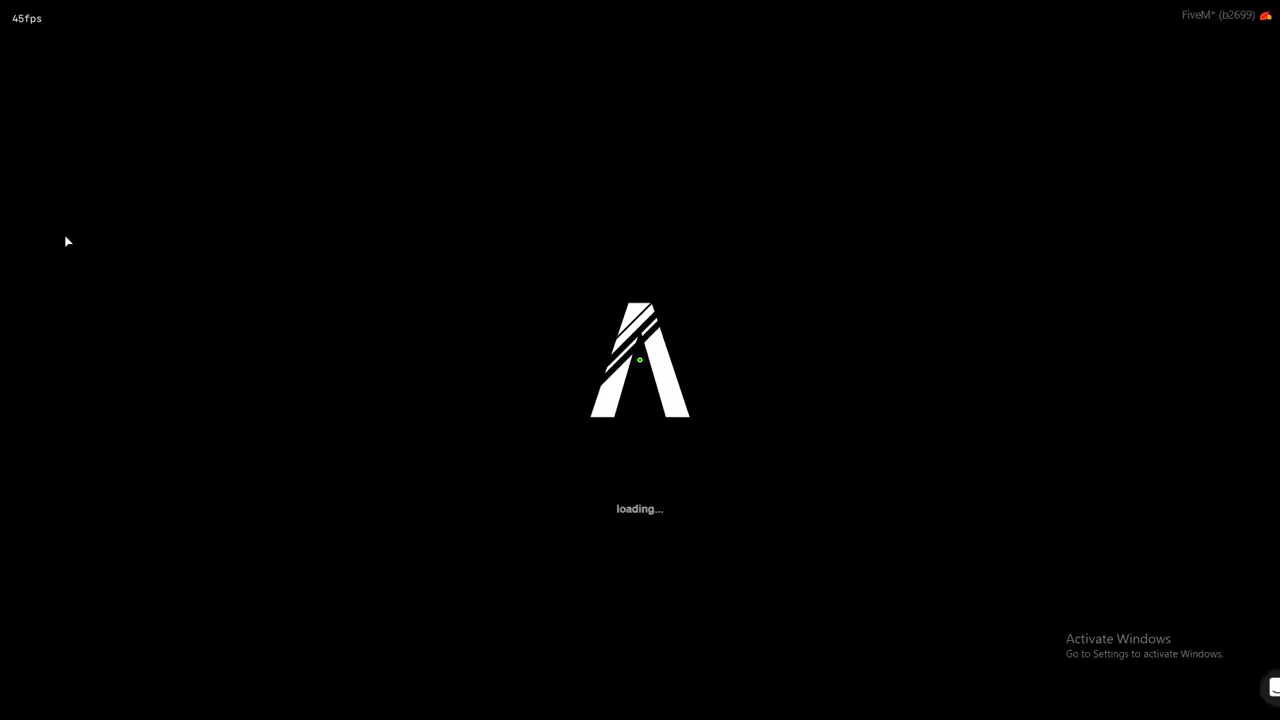 45fps
FiveM* (b2699)
loading...
Activate Windows
Go to Settings to activate Windows.